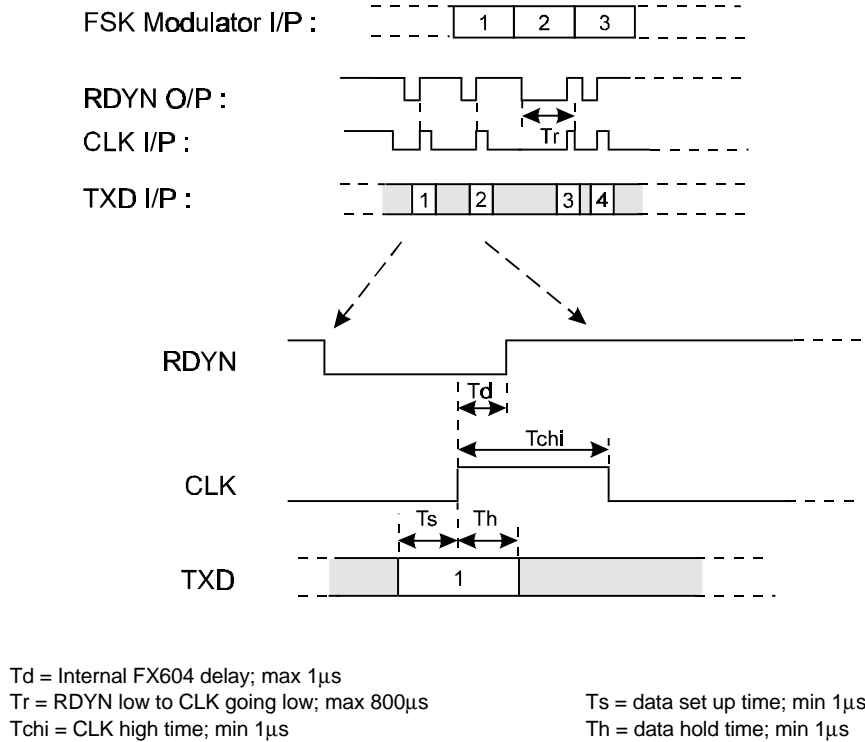 FSK Modulator I/P :
1 2 3
RDYN O/P :
Tr
CLK I/P :
TXD I/P :
1 2 3 4
RDYN
Td
Tchi
CLK
Ts Th
TXD
1
Td = Internal FX604 delay; max 1μs
Tr = RDYN low to CLK going low; max 800μs
Ts = data set up time; min 1μs
Tchi = CLK high time; min 1μs
Th = data hold time; min 1μs